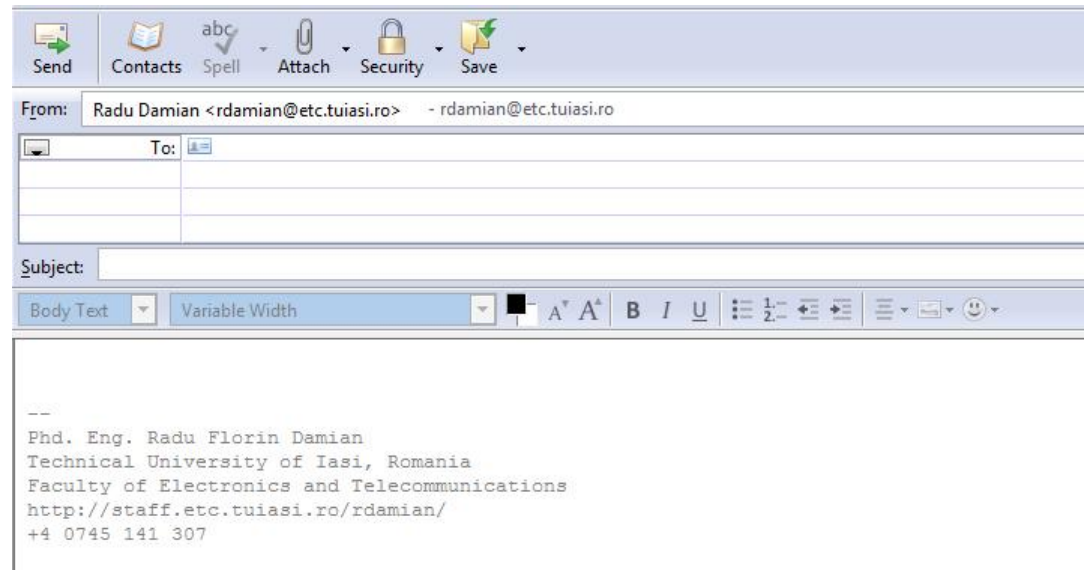 abc
Send Contacts Spell Attach Security Save
From: Radu Damian <rdamian@etc.tuiasi.ro> - rdamian@etc.tuiasi.ro
To:
Subject:
Body Text Variable Width A A B I U 1 2
--
Phd. Eng. Radu Florin Damian
Technical University of Iasi, Romania
Faculty of Electronics and Telecommunications
http://staff.etc.tuiasi.ro/rdamian/
+4 0745 141 307